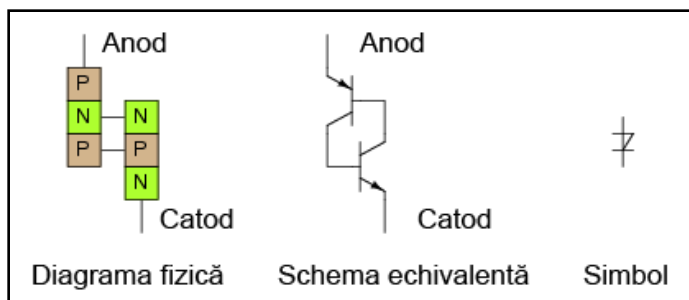 Anod
P
N N
P P
N
Catod
Diagrama fizică
Anod
Catod
Schema echivalentă
Simbol